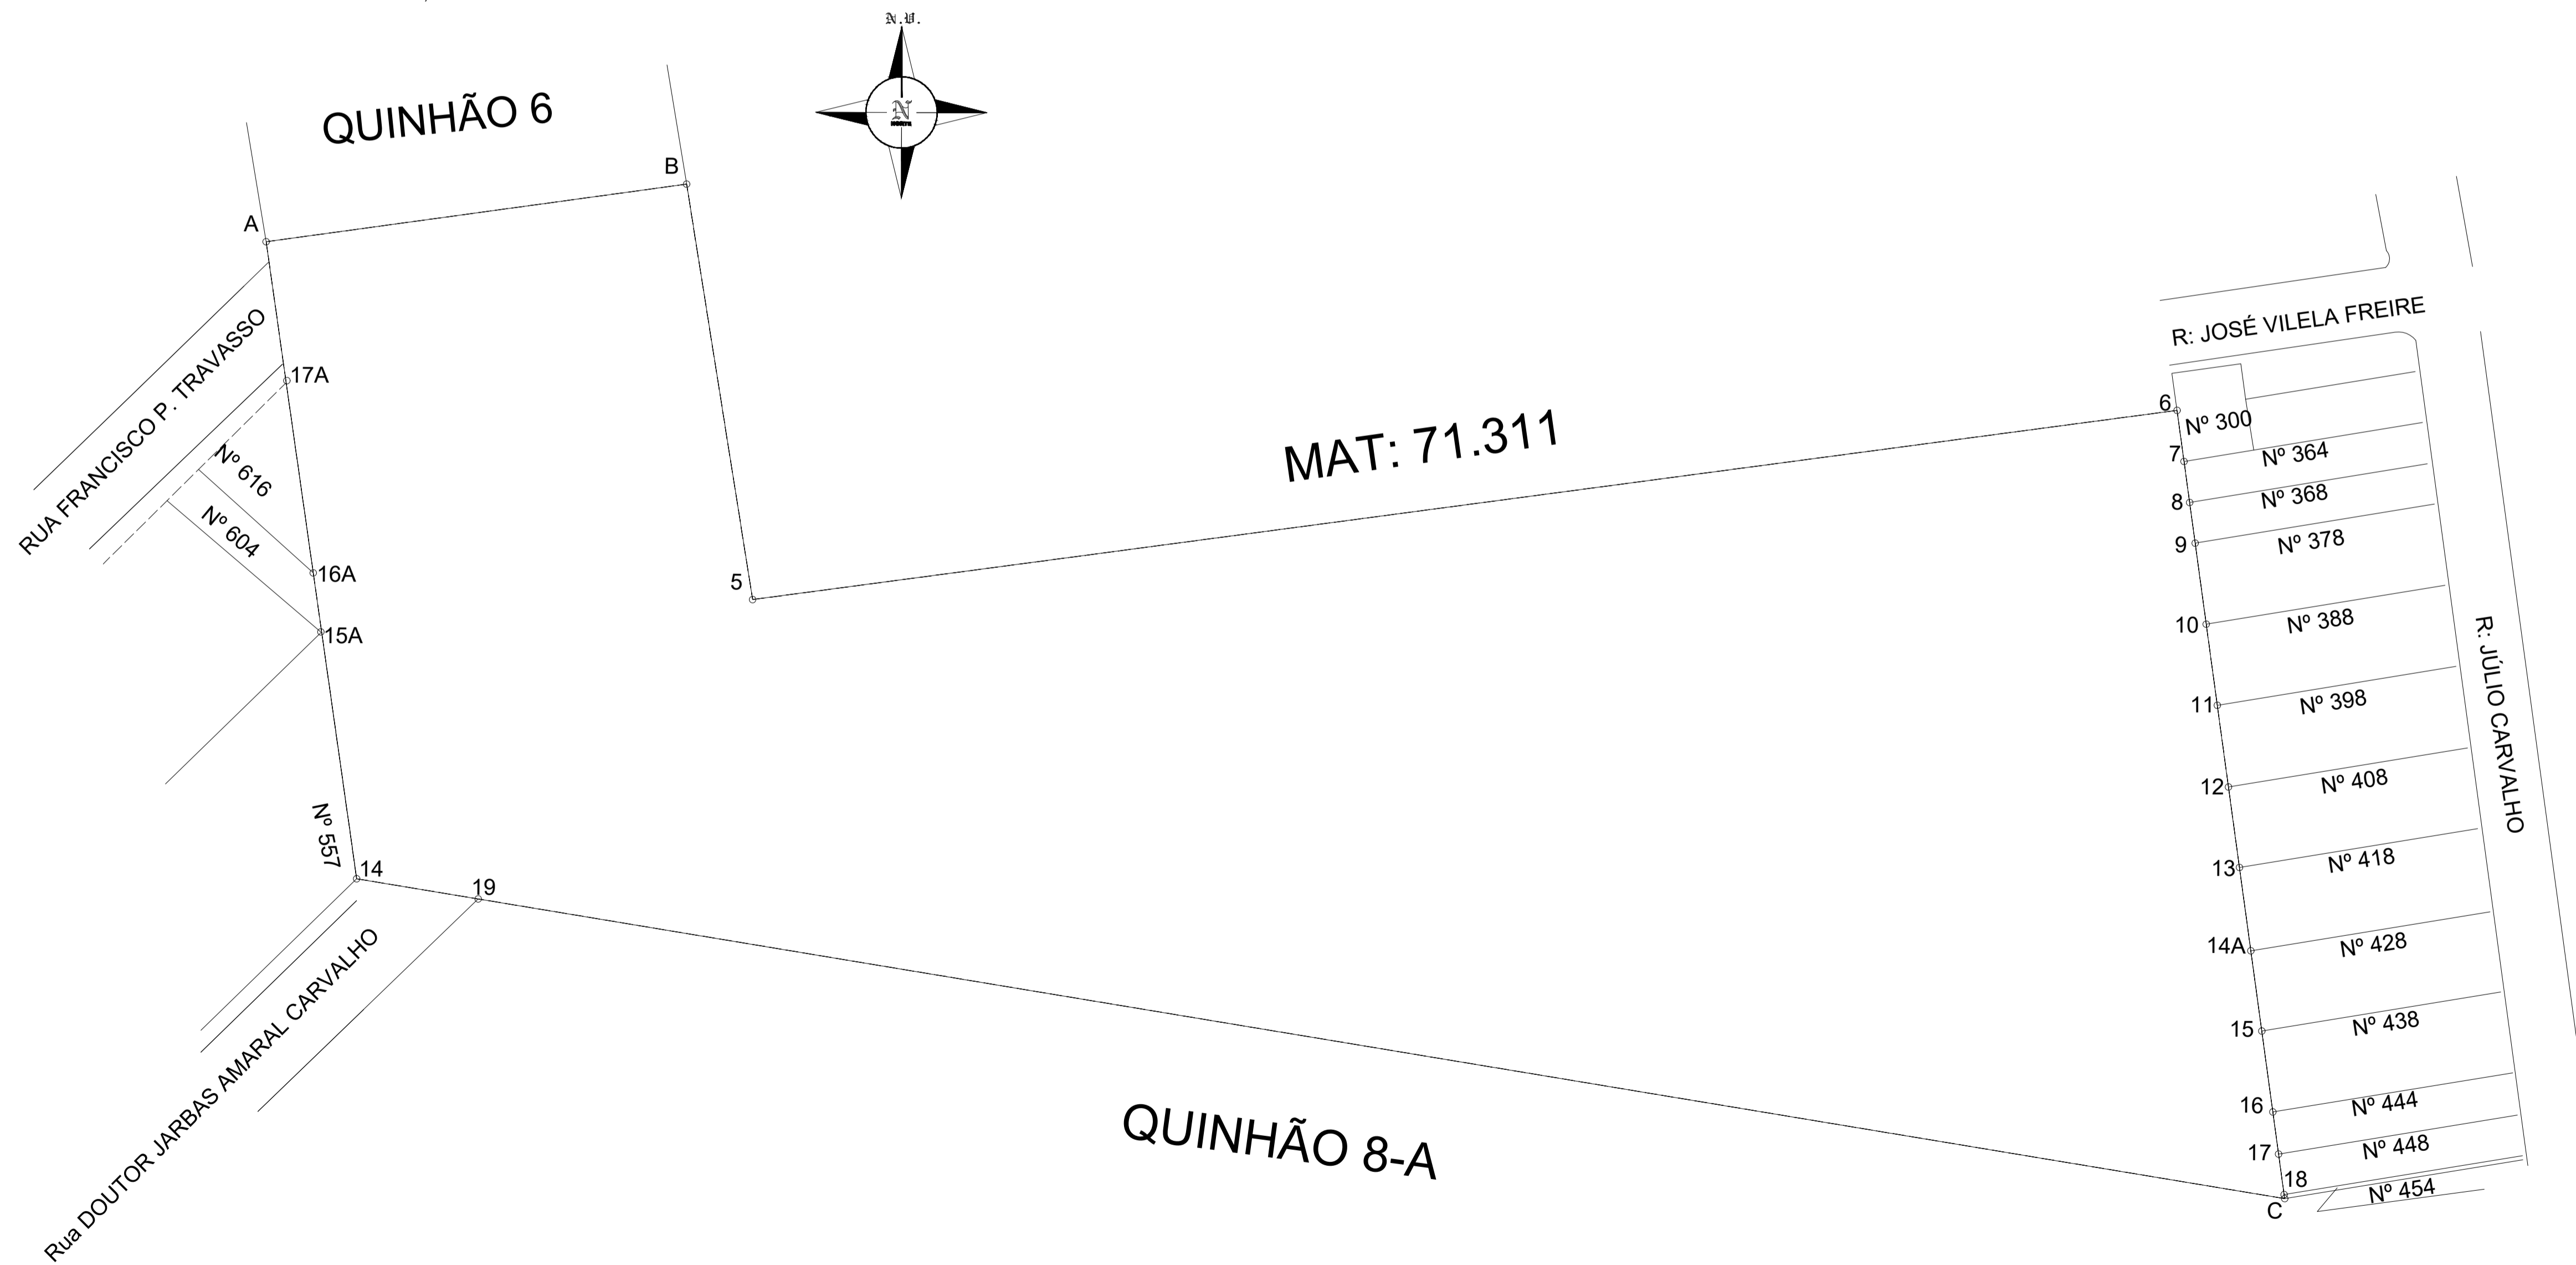 N.V.
N
NORTE
QUINHÃO 6
A
B
RUA FRANCISCO P. TRAVASSO
17A
Nº 616
Nº 604
16A
15A
5
MAT: 71.311
R: JOSÉ VILELA FREIRE
6
Nº 300
7
Nº 364
8
Nº 368
9
Nº 378
10
Nº 388
11
Nº 398
12
Nº 408
13
Nº 418
14A
Nº 428
15
Nº 438
16
Nº 444
17
Nº 448
18
Nº 454
C
R: JÚLIO CARVALHO
Nº 557
14
19
Rua DOUTOR JARBAS AMARAL CARVALHO
QUINHÃO 8-A